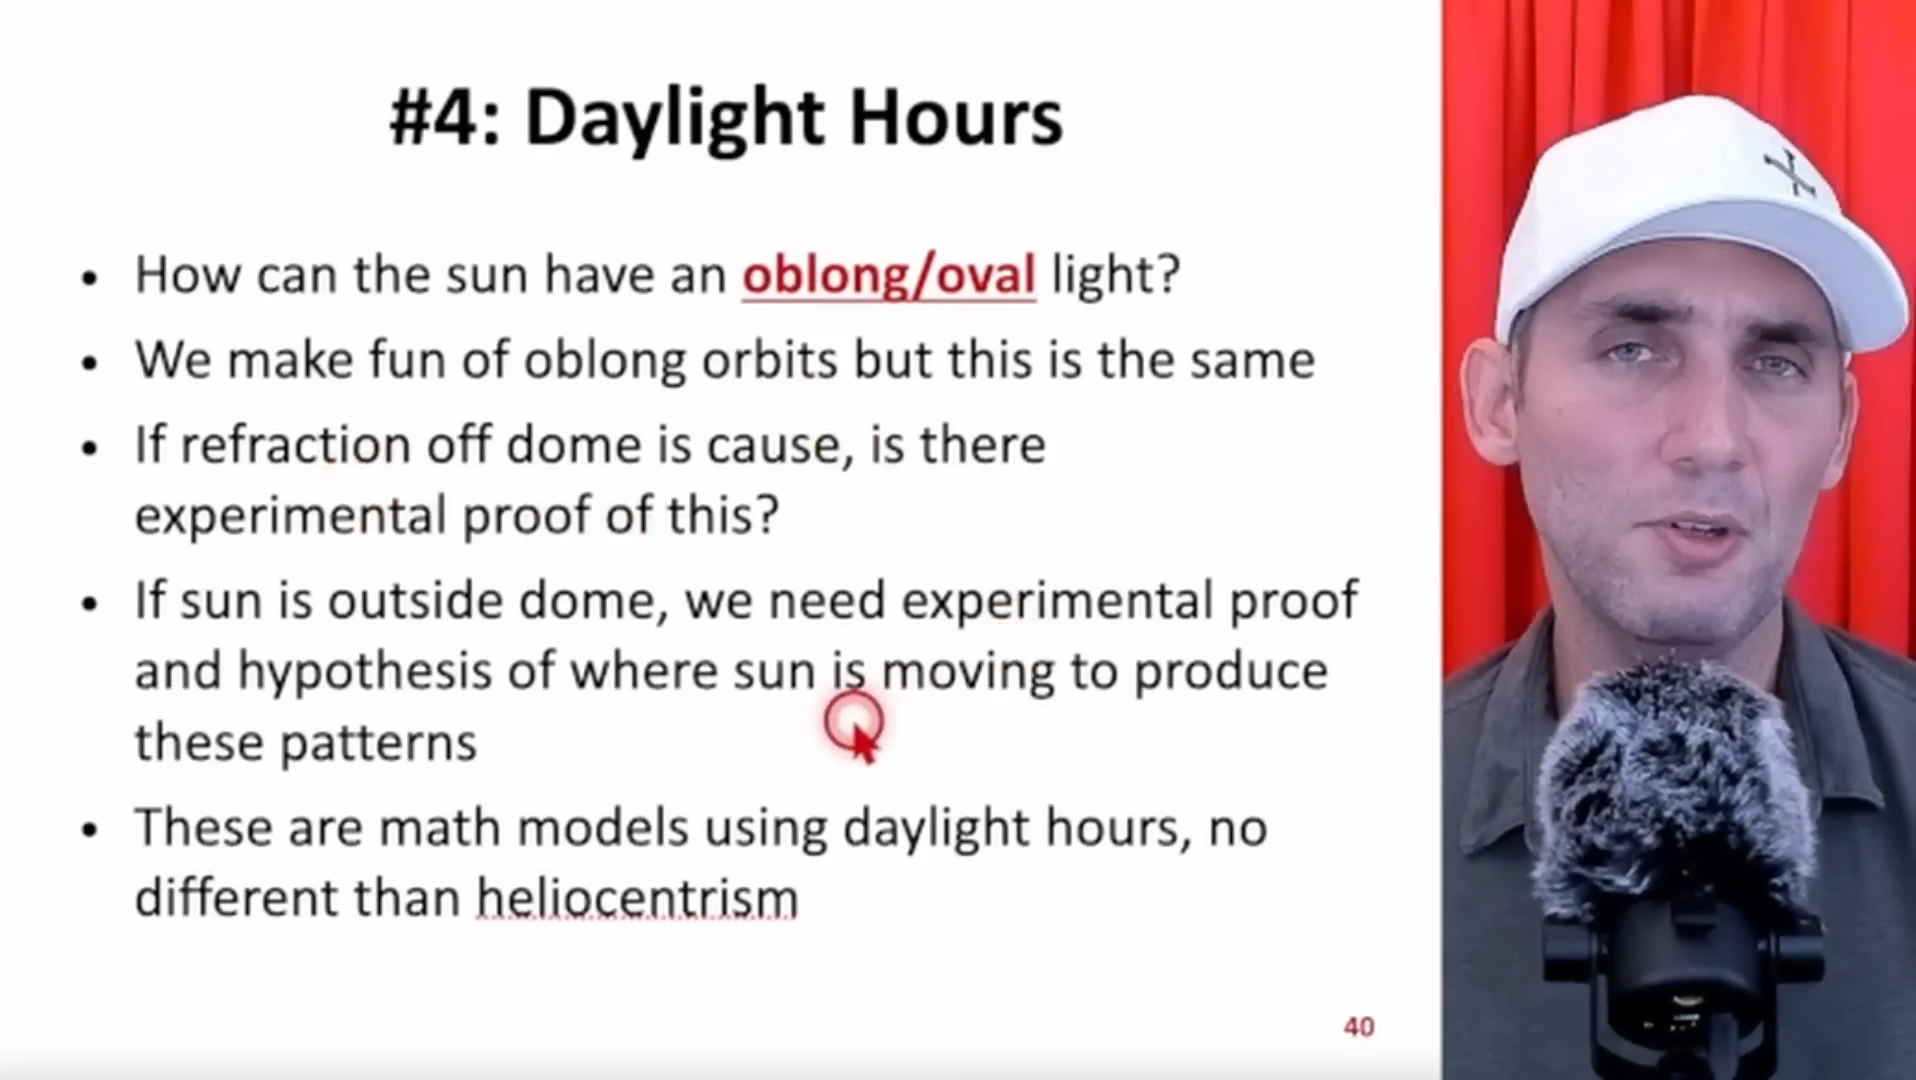 #4: Daylight Hours
• How can the sun have an oblong/oval light?
• We make fun of oblong orbits but this is the same
• If refraction off dome is cause, is there
experimental proof of this?
• If sun is outside dome, we need experimental proof
and hypothesis of where sun is moving to produce
these patterns
• These are math models using daylight hours, no
different than heliocentrism
40